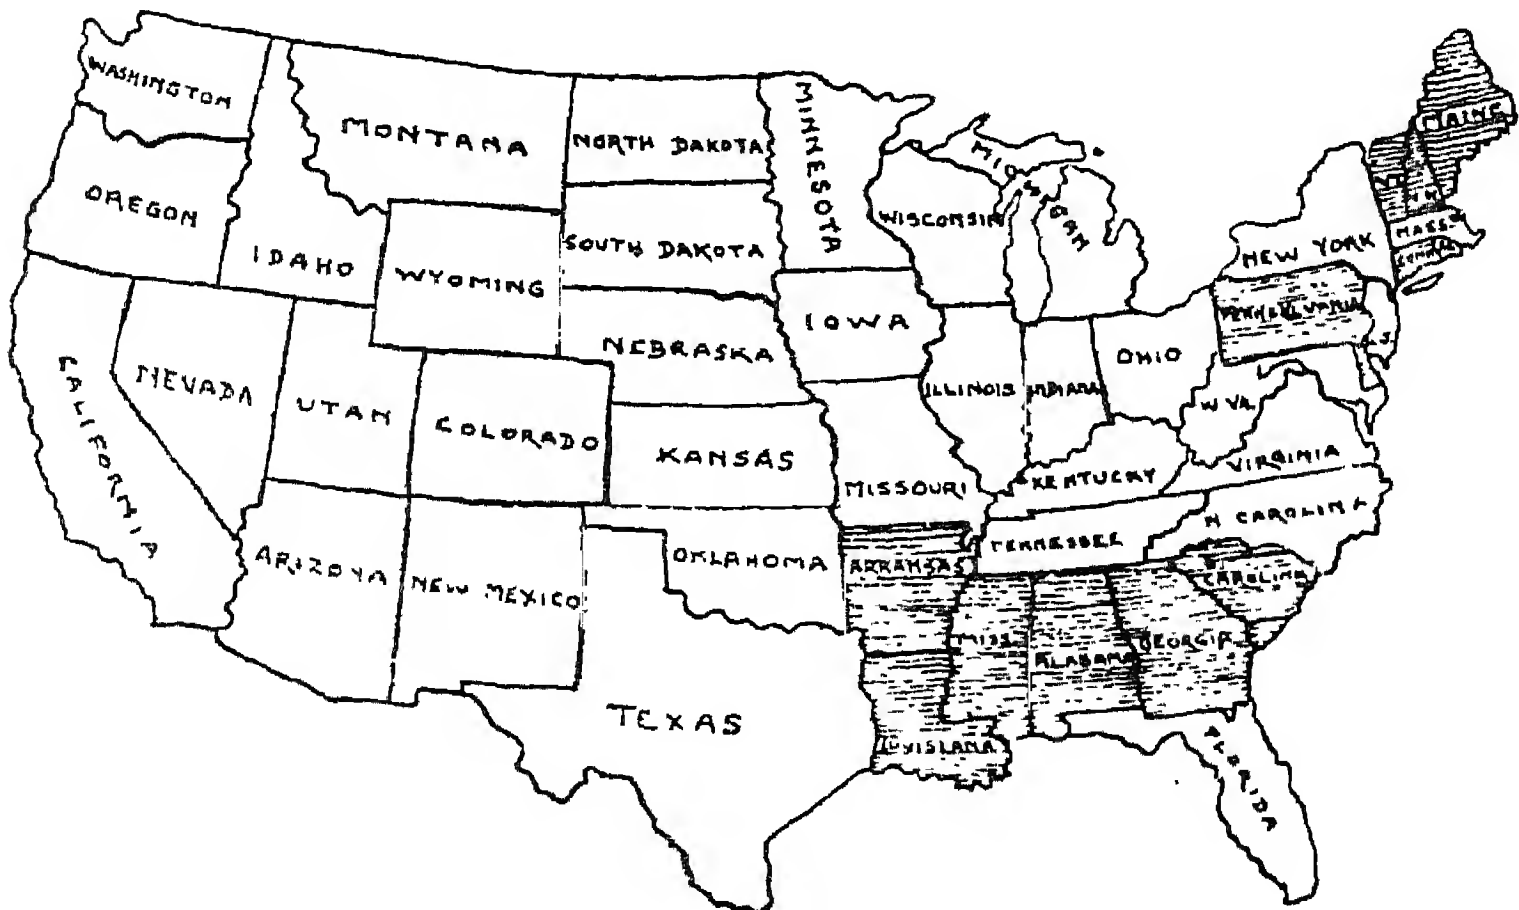 WASHINGTON
MONTANA
NORTH DAKOTA
MINNESOTA
MAINE
OREGON
IDAHO
WYOMING
SOUTH DAKOTA
WISCONSIN
MICHIGAN
VT
N H
MASS
NEW YORK
CONN
PENNSYLVANIA
N.J.
CALIFORNIA
NEVADA
UTAH
COLORADO
NEBRASKA
IOWA
ILLINOIS
INDIANA
OHIO
W VA.
VIRGINIA
KANSAS
MISSOURI
KENTUCKY
N CAROLINA
TENNESSEE
ARIZONA
NEW MEXICO
OKLAHOMA
ARKANSAS
CAROLINA
MISS
ALABAMA
GEORGIA
TEXAS
LOUISIANA
FLORIDA